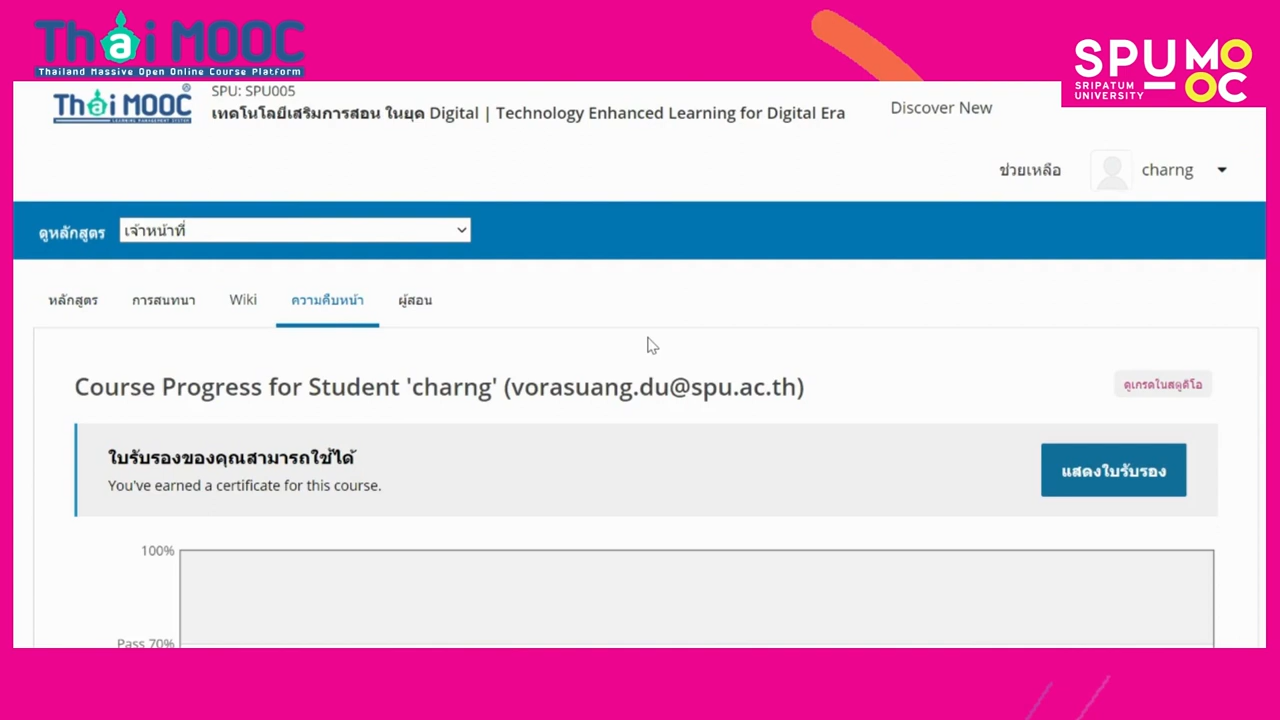 Thai MOOC
Thailand Massive Open Online Course Platform
SPU MOOC
SRIPATUM
UNIVERSITY
Thai MOOC ®
LEARNING MANAGEMENT SYSTEM
SPU: SPU005
เทคโนโลยีเสริมการสอน ในยุค Digital | Technology Enhanced Learning for Digital Era
Discover New
ช่วยเหลือ
charng
ดูหลักสูตร
เจ้าหน้าที่
หลักสูตร
การสนทนา
Wiki
ความคืบหน้า
ผู้สอน
Course Progress for Student 'charng' (vorasuang.du@spu.ac.th)
ดูเกรดในสตูดิโอ
ใบรับรองของคุณสามารถใช้ได้
You've earned a certificate for this course.
แสดงใบรับรอง
100%
Pass 70%